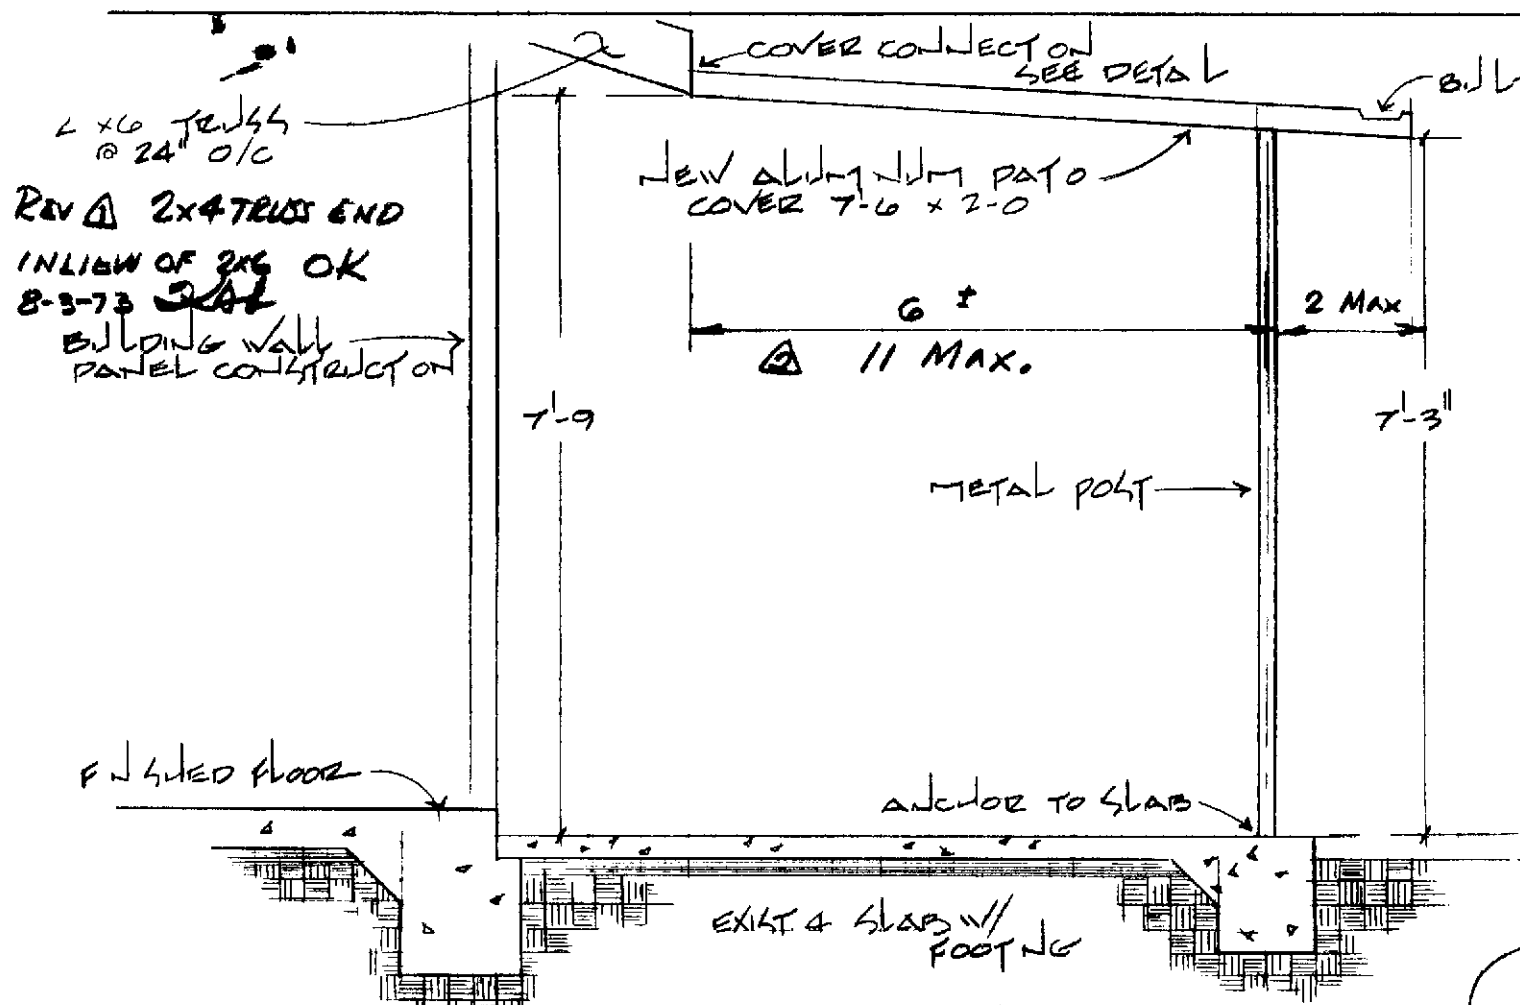 COVER CONNECTION
SEE DETAIL
2 x 6 TRUSS
@ 24" O/C
REV 1 2x4 TRUSS END
INLIEW OF 2x6 OK
8-3-73
BUILDING WALL
PANEL CONSTRUCTION
NEW ALUMINUM PATIO
COVER 7'-6 x 2-0
6 ±
2 MAX
2 11 MAX.
7'-9
7'-3"
METAL POST
FINISHED FLOOR
ANCHOR TO SLAB
EXIST 4 SLAB W/
FOOTING